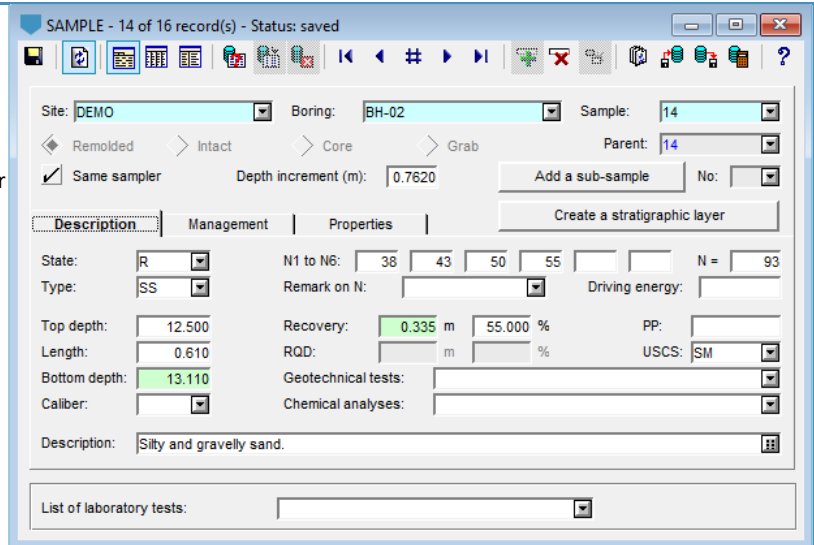 SAMPLE - 14 of 16 record(s) - Status: saved
# ?
Site: DEMO Boring: BH-02 Sample: 14
Remolded Intact Core Grab Parent: 14
r
Same sampler Depth increment (m): 0.7620 Add a sub-sample No:
Create a stratigraphic layer
Description Management Properties
State: R N1 to N6: 38 43 50 55 N = 93
Type: SS Remark on N: Driving energy:
Top depth: 12.500 Recovery: 0.335 m 55.000 % PP:
Length: 0.610 RQD: m % USCS: SM
Bottom depth: 13.110 Geotechnical tests:
Caliber: Chemical analyses:
Description: Silty and gravelly sand.
List of laboratory tests: